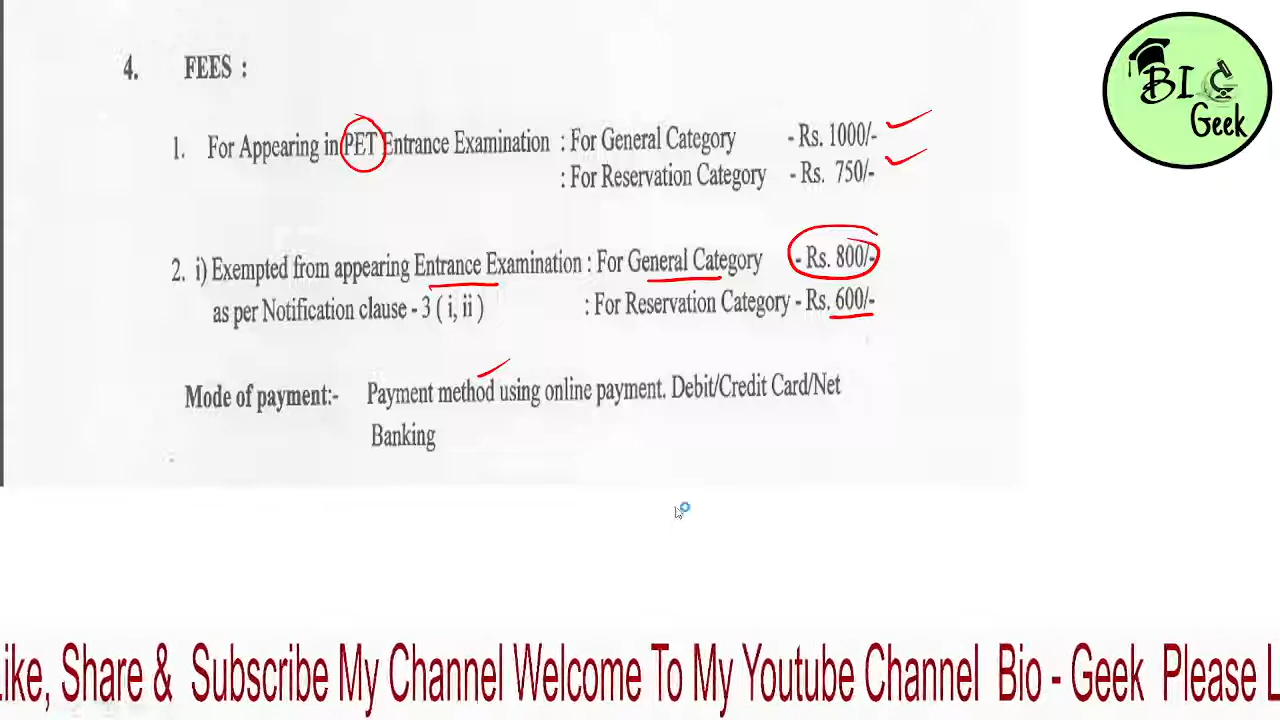 BIO
Geek
4. FEES :
1. For Appearing in PET Entrance Examination : For General Category - Rs. 1000/-
: For Reservation Category - Rs. 750/-
2. i) Exempted from appearing Entrance Examination : For General Category - Rs. 800/-
as per Notification clause - 3 ( i, ii ) : For Reservation Category - Rs. 600/-
Mode of payment:- Payment method using online payment. Debit/Credit Card/Net
Banking
ike, Share & Subscribe My Channel Welcome To My Youtube Channel Bio - Geek Please L